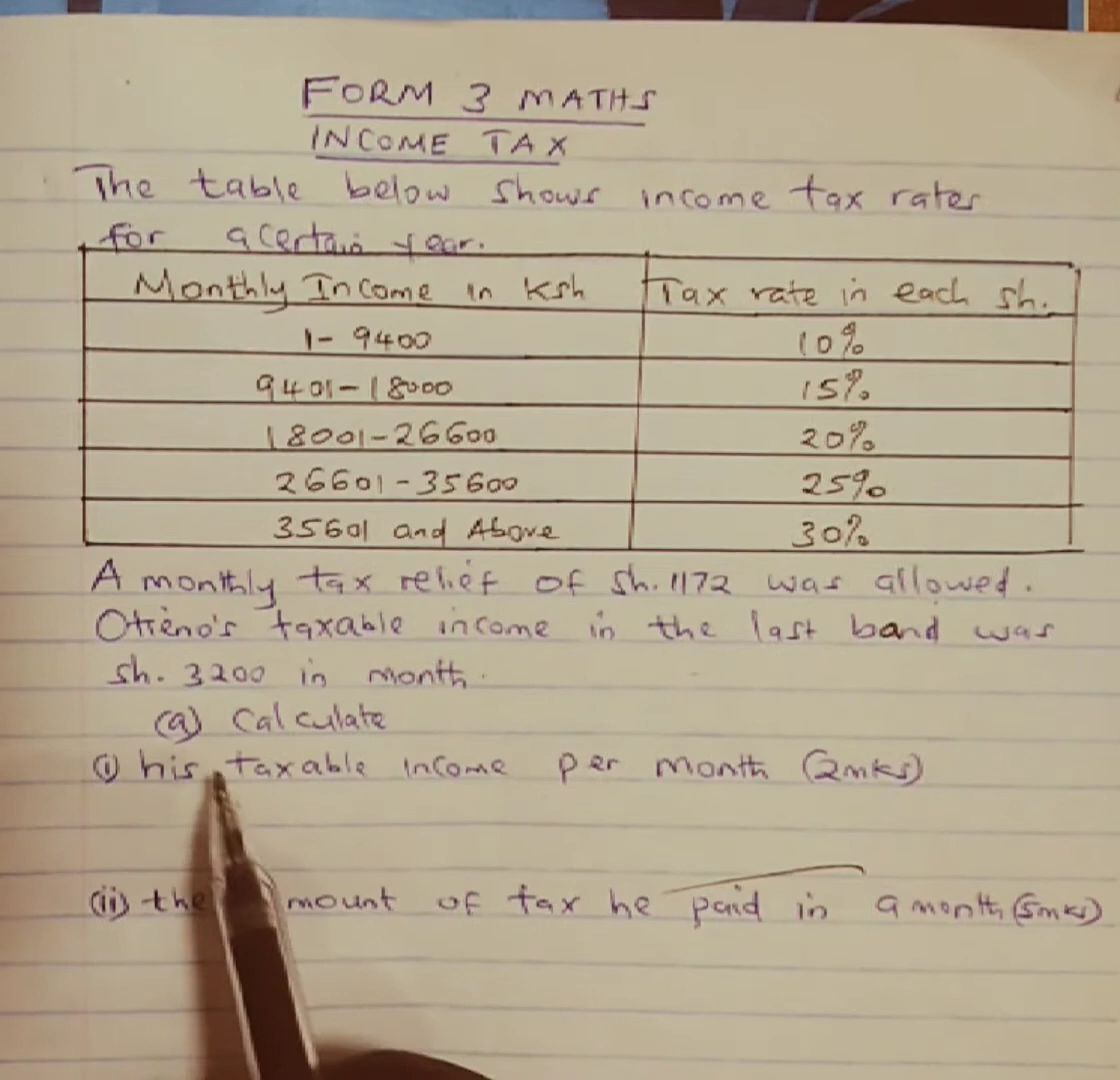 FORM 3 MATHS
INCOME TAX
The table below shows income tax rates
for a certain year.
Monthly Income in Ksh Tax rate in each sh.
1 - 9400 10%
9401 - 18000 15%
18001 - 26600 20%
26601 - 35600 25%
35601 and Above 30%
A monthly tax relief of sh. 1172 was allowed.
Otieno's taxable income in the last band was
sh. 3200 in month.
(a) Calculate
(i) his taxable income per month (2mks)
(ii) the mount of tax he paid in a month (5mks)